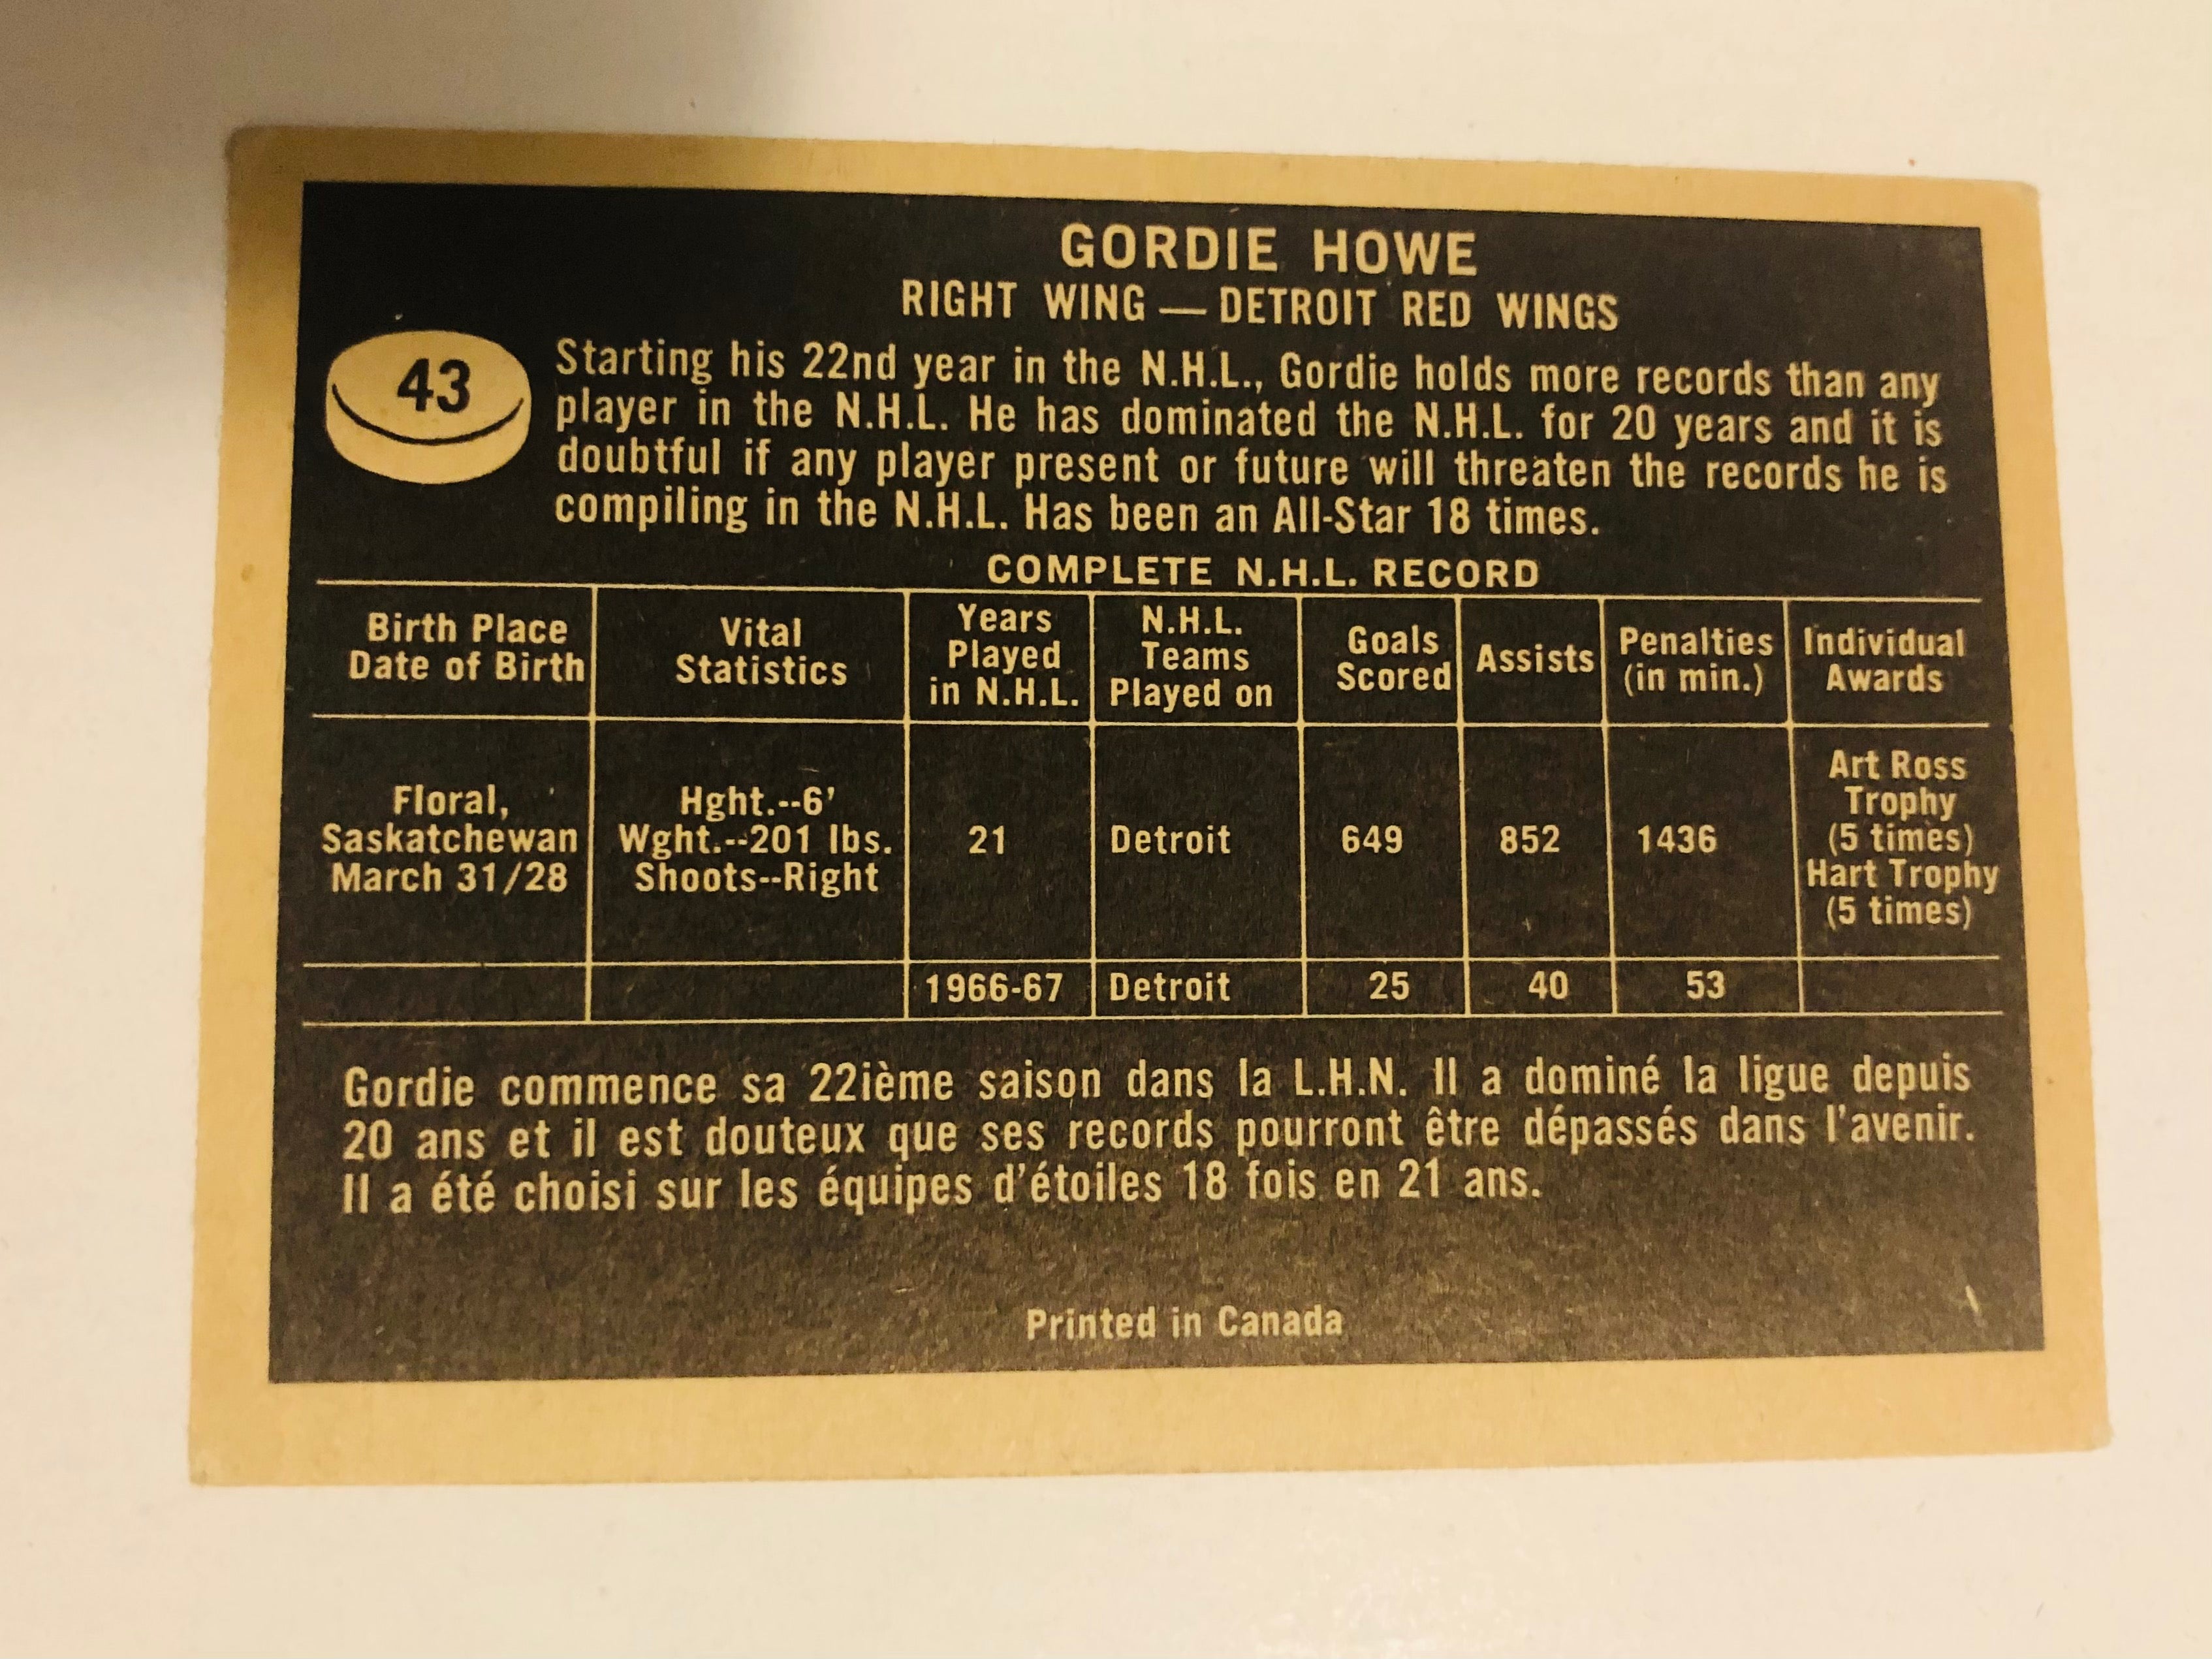 GORDIE HOWE
RIGHT WING — DETROIT RED WINGS
43
Starting his 22nd year in the N.H.L., Gordie holds more records than any
player in the N.H.L. He has dominated the N.H.L. for 20 years and it is
doubtful if any player present or future will threaten the records he is
compiling in the N.H.L. Has been an All-Star 18 times.
COMPLETE N.H.L. RECORD
Birth Place
Date of Birth
Vital
Statistics
Years
Played
in N.H.L.
N.H.L.
Teams
Played on
Goals
Scored
Assists
Penalties
(in min.)
Individual
Awards
Floral,
Saskatchewan
March 31/28
Hght.--6'
Wght.--201 lbs.
Shoots--Right
21
Detroit
649
852
1436
Art Ross
Trophy
(5 times)
Hart Trophy
(5 times)
1966-67
Detroit
25
40
53
Gordie commence sa 22ième saison dans la L.H.N. Il a dominé la ligue depuis
20 ans et il est douteux que ses records pourront être dépassés dans l'avenir.
Il a été choisi sur les équipes d'étoiles 18 fois en 21 ans.
Printed in Canada